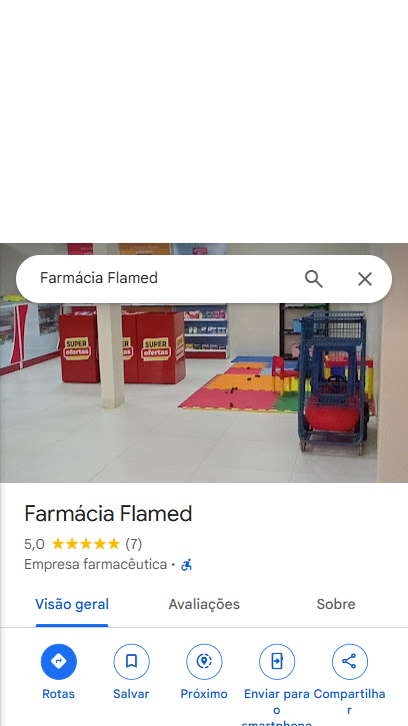 Farmácia Flamed
SUPER
ofertas
SUPER
ofertas
SUPER
ofertas
Farmácia Flamed
5,0 (7)
Empresa farmacêutica ·
Visão geral Avaliações Sobre
Rotas Salvar Próximo Enviar para o smartphone Compartilhar